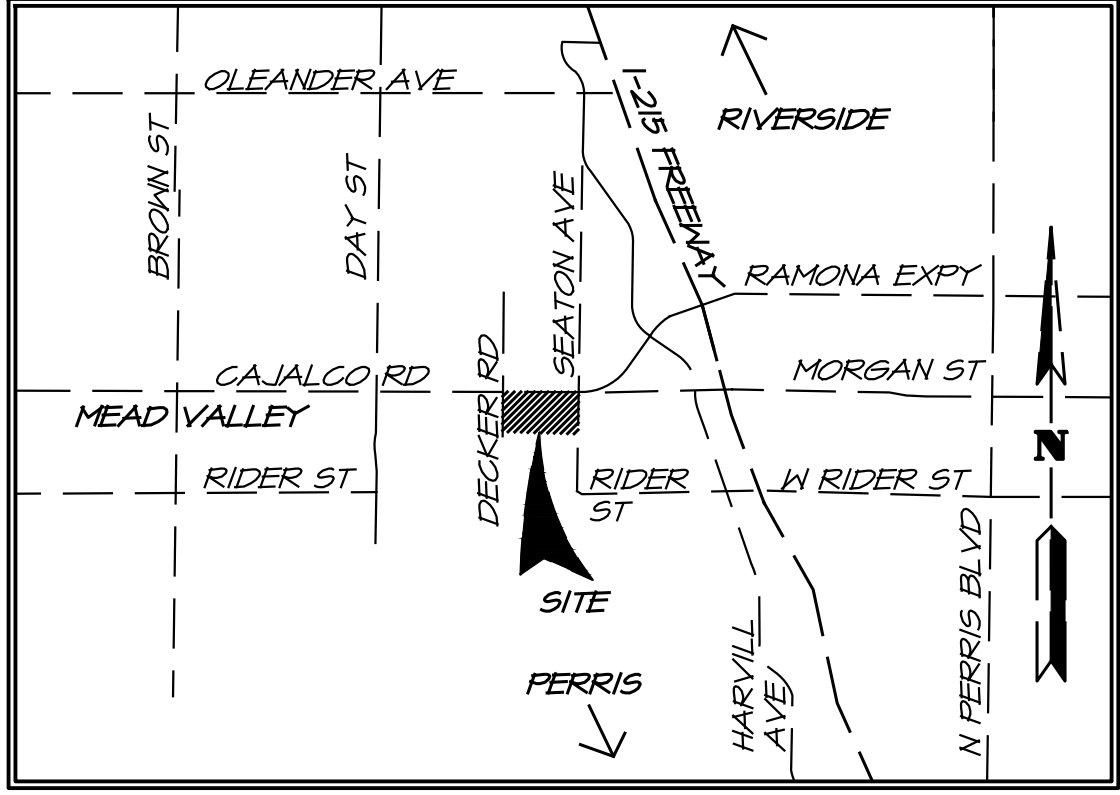 OLEANDER AVE
I-215 FREEWAY
RIVERSIDE
BROWN ST
DAY ST
SEATON AVE
RAMONA EXPY
DECKER RD
CAJALCO RD
MORGAN ST
MEAD VALLEY
N
RIDER ST
RIDER
ST
W RIDER ST
SITE
PERRIS
HARVILL
AVE
N PERRIS BLVD